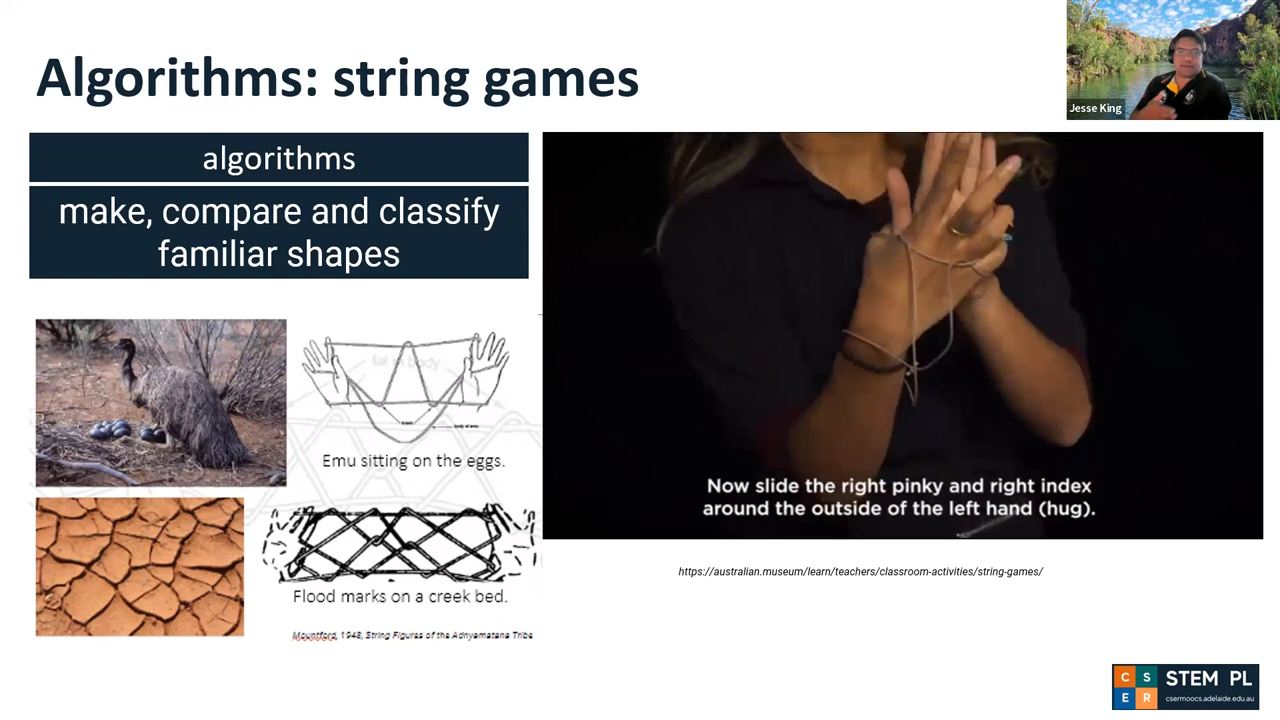 Algorithms: string games
Jesse King
algorithms
make, compare and classify
familiar shapes
Emu sitting on the eggs.
Flood marks on a creek bed.
Mountford, 1948, String Figures of the Adnyamatana Tribe
Now slide the right pinky and right index
around the outside of the left hand (hug).
https://australian.museum/learn/teachers/classroom-activities/string-games/
C S
E R
STEM PL
csermoocs.adelaide.edu.au